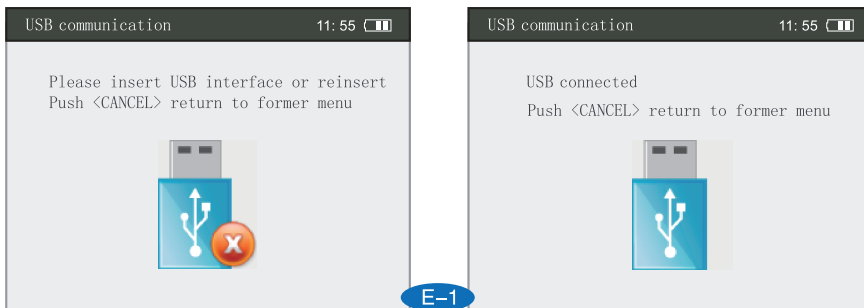 USB communication 11:55
Please insert USB interface or reinsert
Push <CANCEL> return to former menu
X
USB communication 11:55
USB connected
Push <CANCEL> return to former menu
E-1